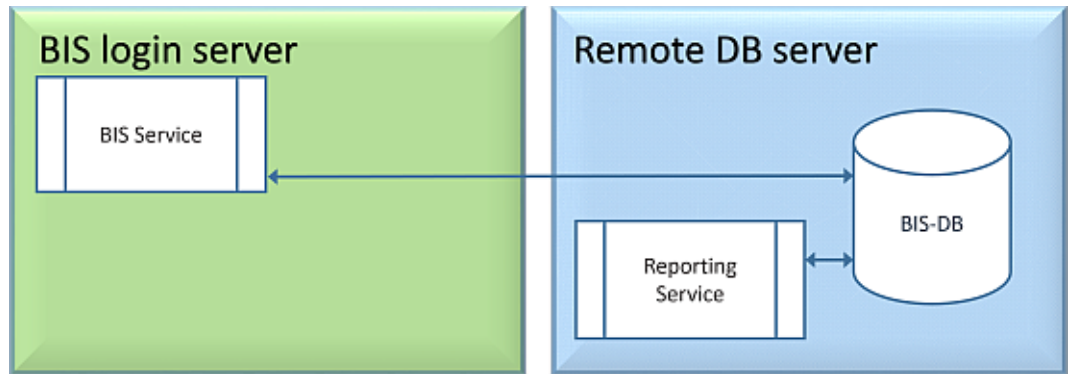 BIS login server
BIS Service
Remote DB server
BIS-DB
Reporting
Service